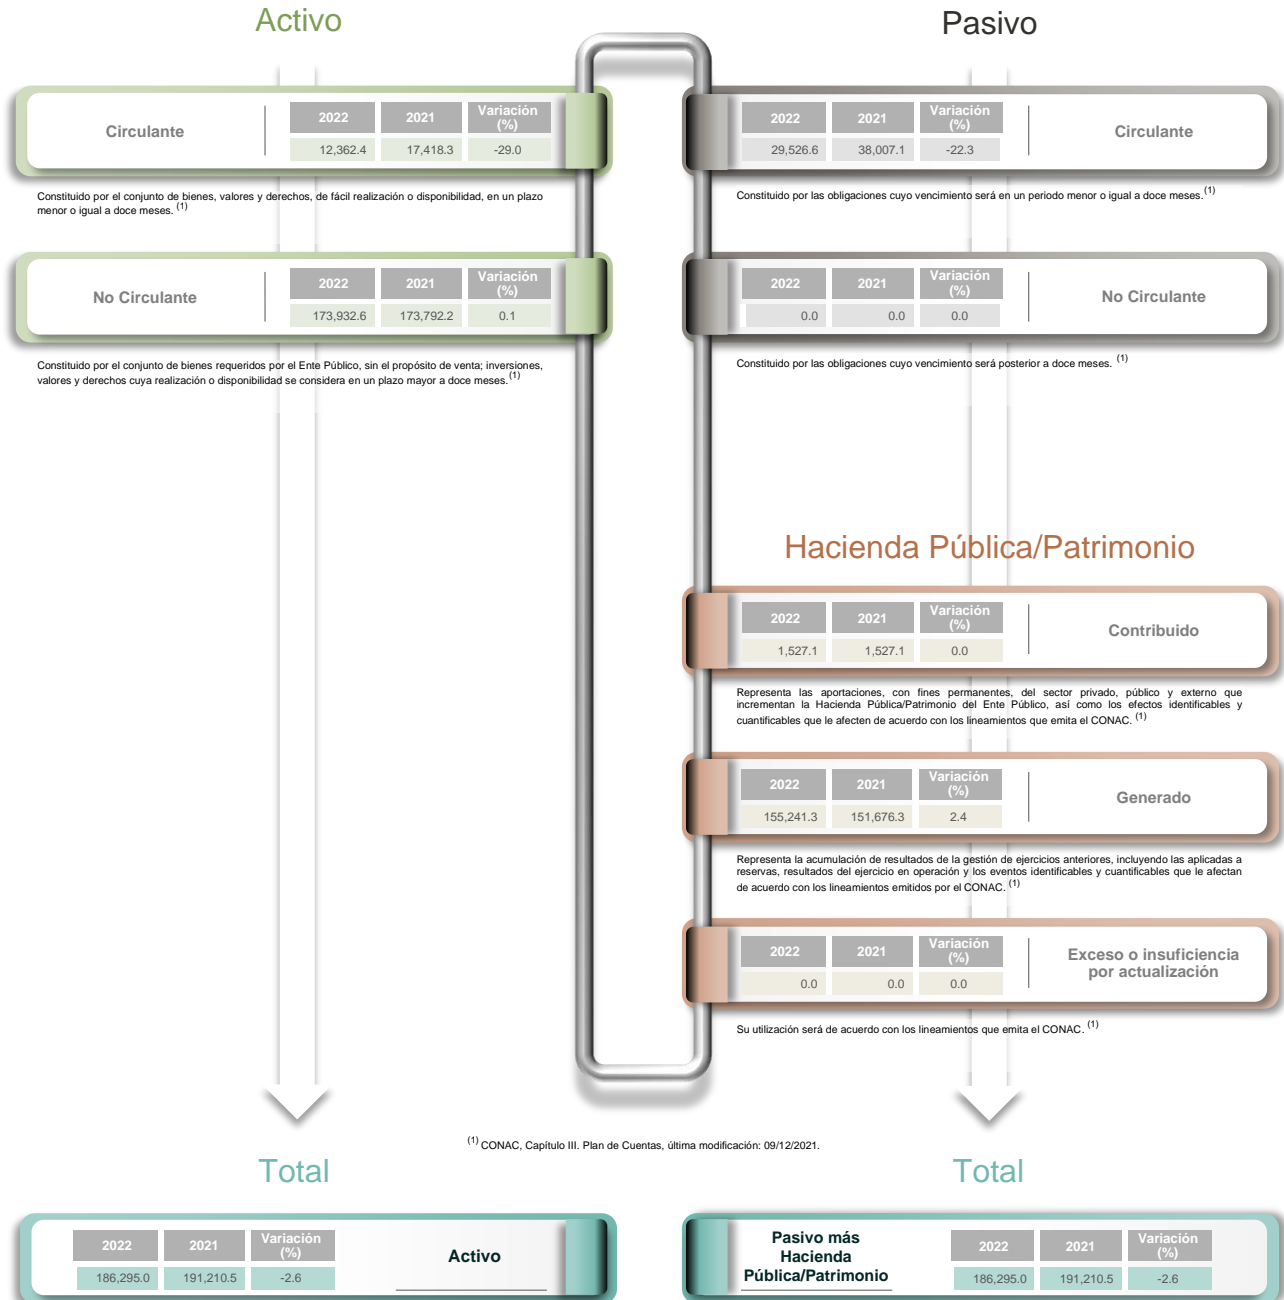 Activo
Pasivo
Circulante
2022 2021 Variación (%)
12,362.4 17,418.3 -29.0
2022 2021 Variación (%)
29,526.6 38,007.1 -22.3
Circulante
Constituido por el conjunto de bienes, valores y derechos, de fácil realización o disponibilidad, en un plazo
menor o igual a doce meses. (1)
Constituido por las obligaciones cuyo vencimiento será en un periodo menor o igual a doce meses. (1)
No Circulante
2022 2021 Variación (%)
173,932.6 173,792.2 0.1
2022 2021 Variación (%)
0.0 0.0 0.0
No Circulante
Constituido por el conjunto de bienes requeridos por el Ente Público, sin el propósito de venta; inversiones,
valores y derechos cuya realización o disponibilidad se considera en un plazo mayor a doce meses. (1)
Constituido por las obligaciones cuyo vencimiento será posterior a doce meses. (1)
Hacienda Pública/Patrimonio
2022 2021 Variación (%)
1,527.1 1,527.1 0.0
Contribuido
Representa las aportaciones, con fines permanentes, del sector privado, público y externo que
incrementan la Hacienda Pública/Patrimonio del Ente Público, así como los efectos identificables y
cuantificables que le afecten de acuerdo con los lineamientos que emita el CONAC. (1)
2022 2021 Variación (%)
155,241.3 151,676.3 2.4
Generado
Representa la acumulación de resultados de la gestión de ejercicios anteriores, incluyendo las aplicadas a
reservas, resultados del ejercicio en operación y los eventos identificables y cuantificables que le afectan
de acuerdo con los lineamientos emitidos por el CONAC. (1)
2022 2021 Variación (%)
0.0 0.0 0.0
Exceso o insuficiencia
por actualización
Su utilización será de acuerdo con los lineamientos que emita el CONAC. (1)
(1) CONAC, Capítulo III. Plan de Cuentas, última modificación: 09/12/2021.
Total
Total
2022 2021 Variación (%)
186,295.0 191,210.5 -2.6
Activo
Pasivo más
Hacienda
Pública/Patrimonio
2022 2021 Variación (%)
186,295.0 191,210.5 -2.6